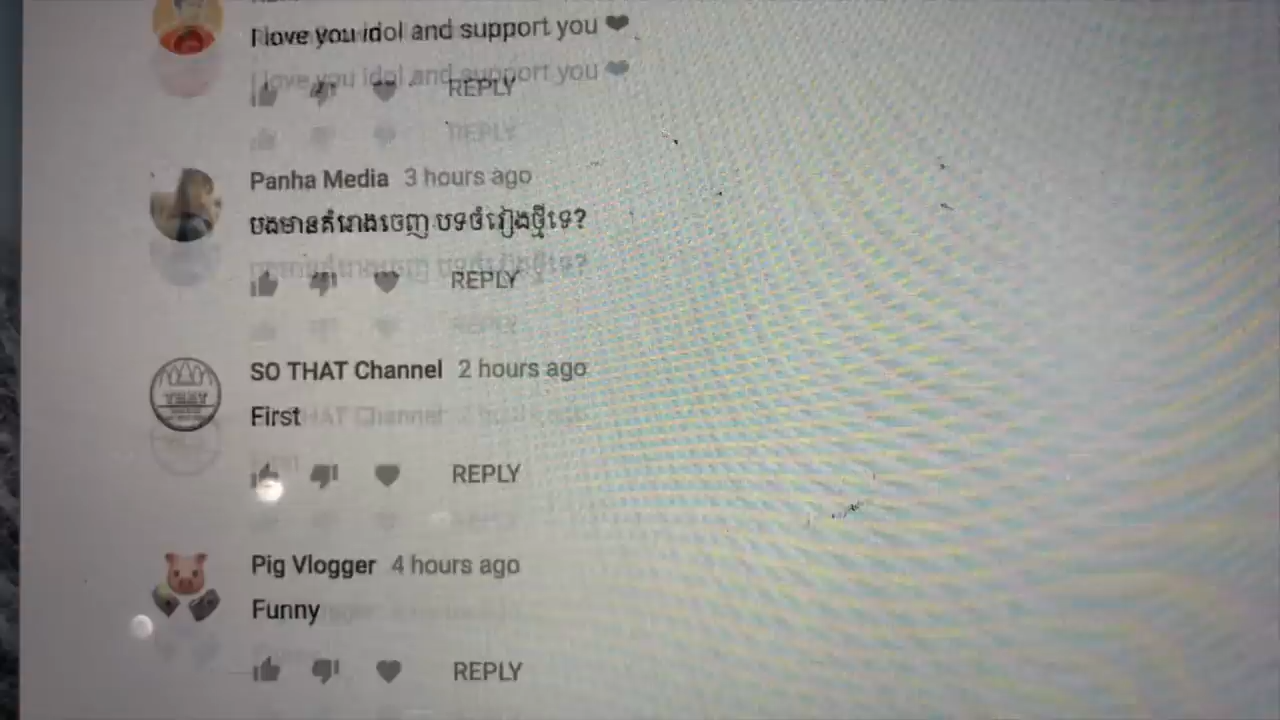 I love you idol and support you ❤
REPLY
Panha Media 3 hours ago
បងមានគំរោងចេញ បទចំរៀងថ្មីទេ?
REPLY
SO THAT Channel 2 hours ago
THAT
First
REPLY
Pig Vlogger 4 hours ago
Funny
REPLY